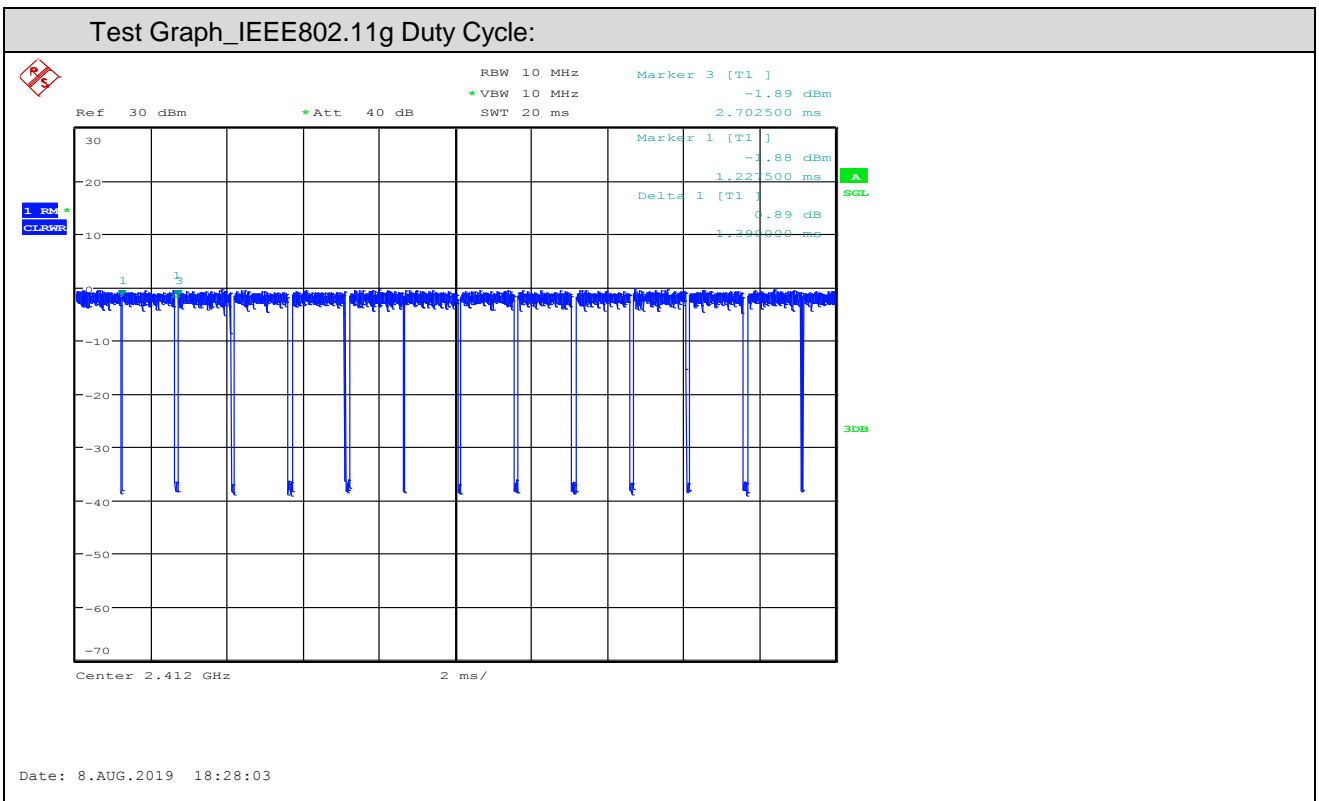 Test Graph_IEEE802.11g Duty Cycle:
R S
RBW 10 MHz
Marker 3 [T1 ]
*VBW 10 MHz
-1.89 dBm
Ref 30 dBm
*Att 40 dB
SWT 20 ms
2.702500 ms
30
Marker 1 [T1 ]
-1.88 dBm
1.227500 ms
A
20
SGL
Delta 1 [T1 ]
1 RM *
0.89 dB
CLRWR
10
1.390000 ms
1
1
3
0
-10
-20
-30
3DB
-40
-50
-60
-70
Center 2.412 GHz
2 ms/
Date: 8.AUG.2019 18:28:03